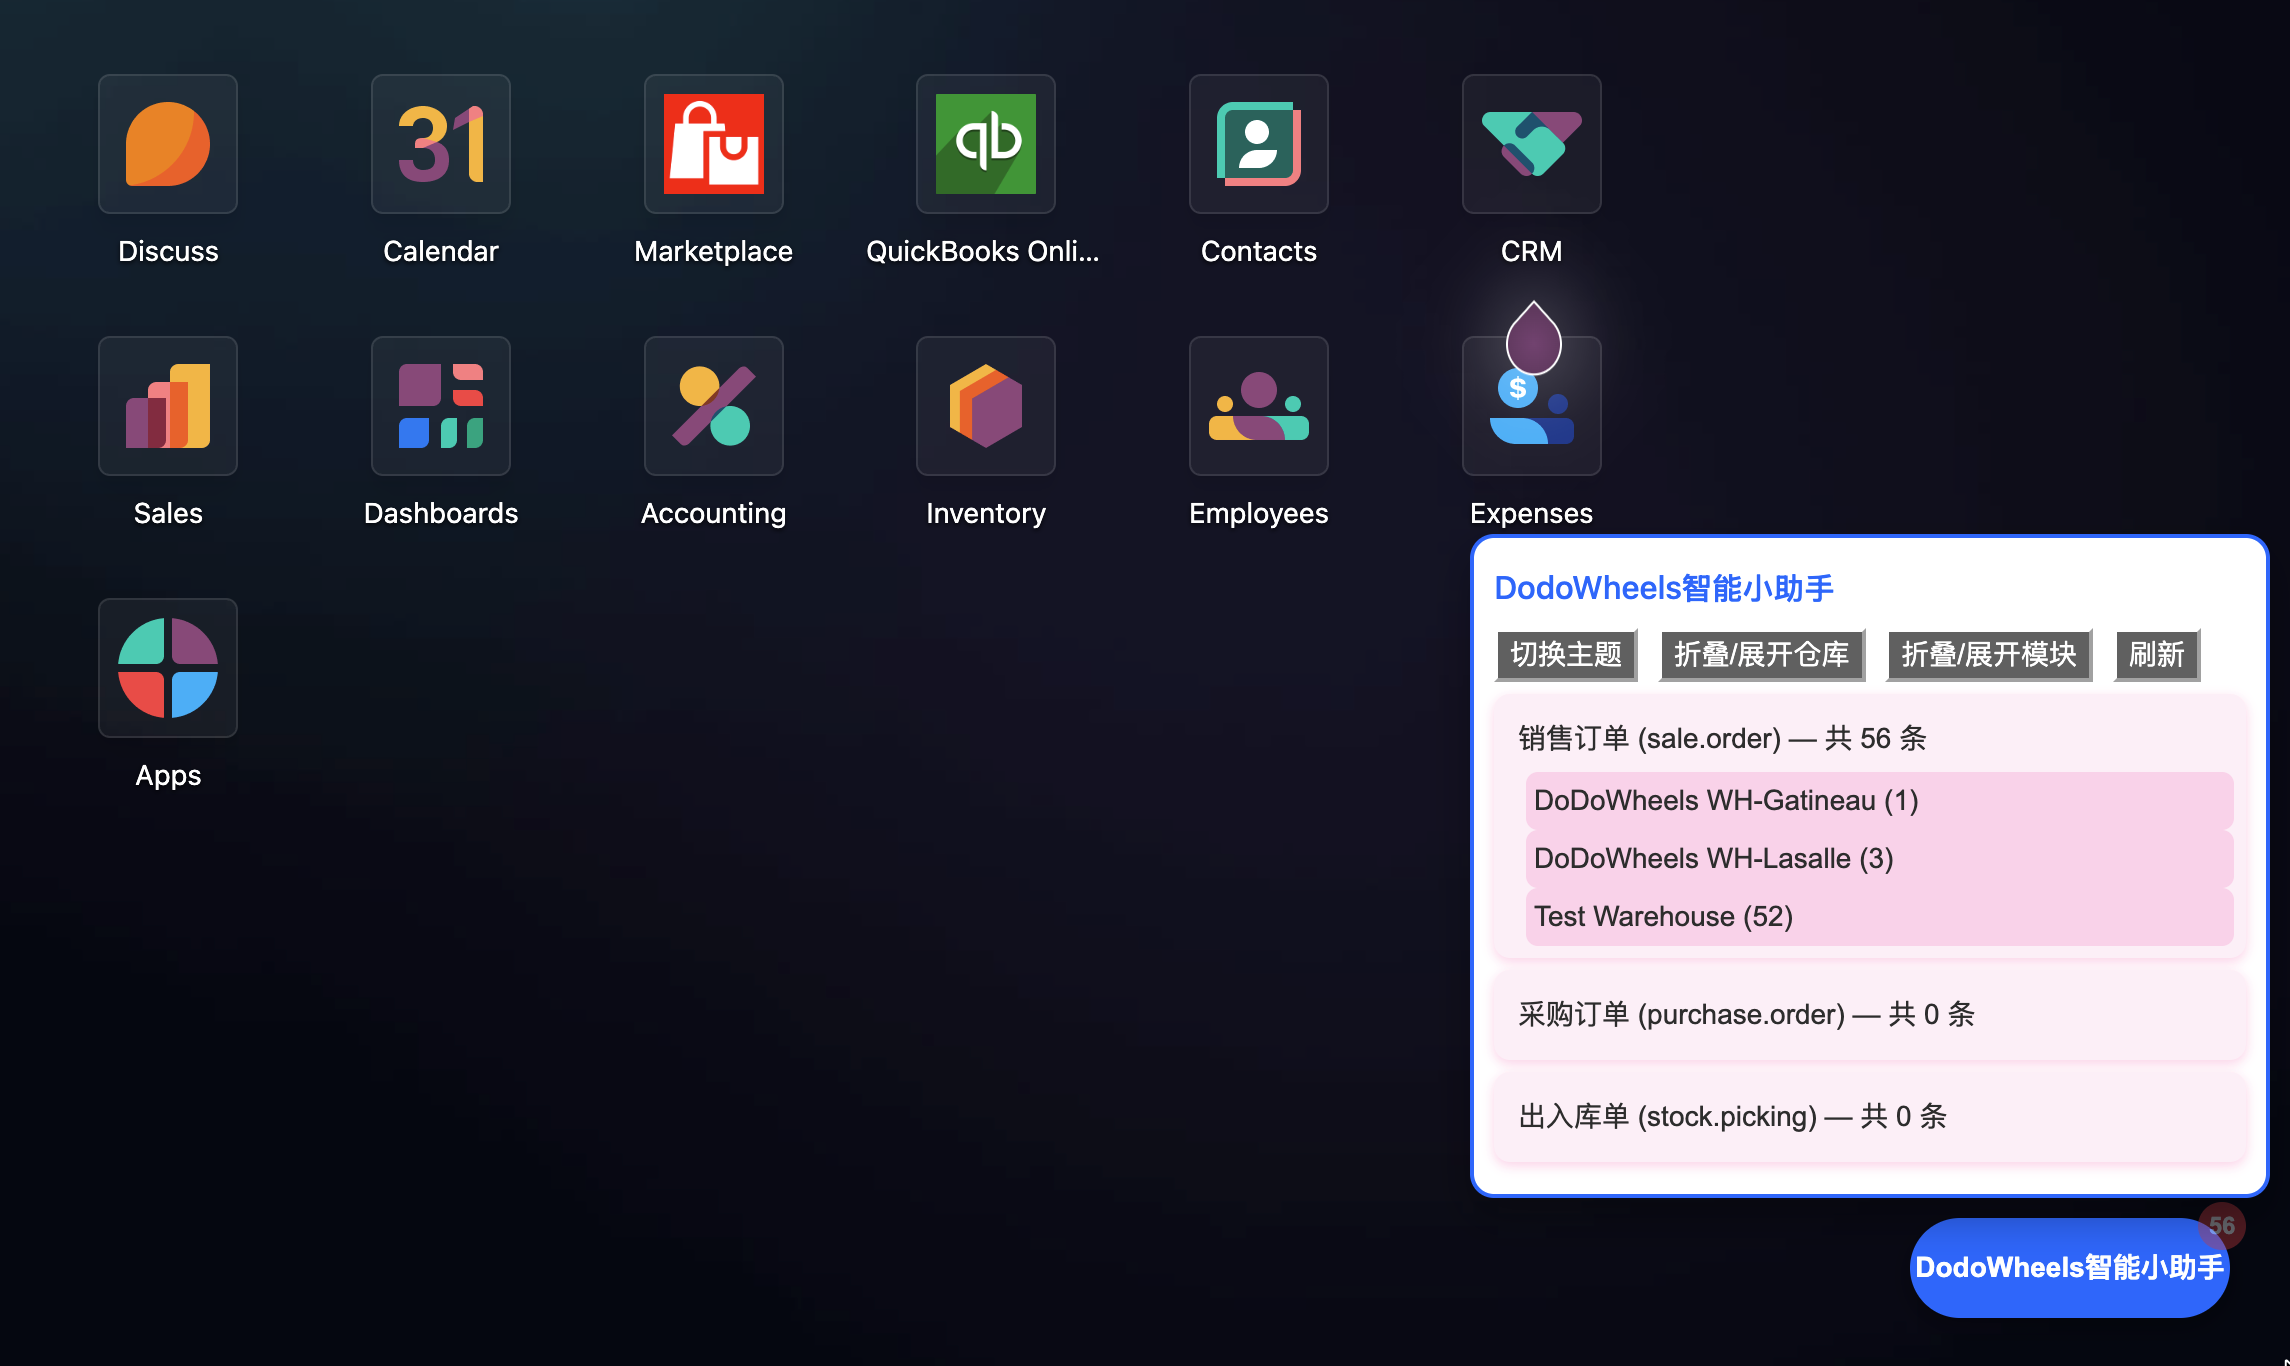 31
qb
Discuss
Calendar
Marketplace
QuickBooks Onli...
Contacts
CRM
$
Sales
Dashboards
Accounting
Inventory
Employees
Expenses
Apps
DodoWheels智能小助手
切换主题
折叠/展开仓库
折叠/展开模块
刷新
销售订单 (sale.order) — 共 56 条
DoDoWheels WH-Gatineau (1)
DoDoWheels WH-Lasalle (3)
Test Warehouse (52)
采购订单 (purchase.order) — 共 0 条
出入库单 (stock.picking) — 共 0 条
56
DodoWheels智能小助手